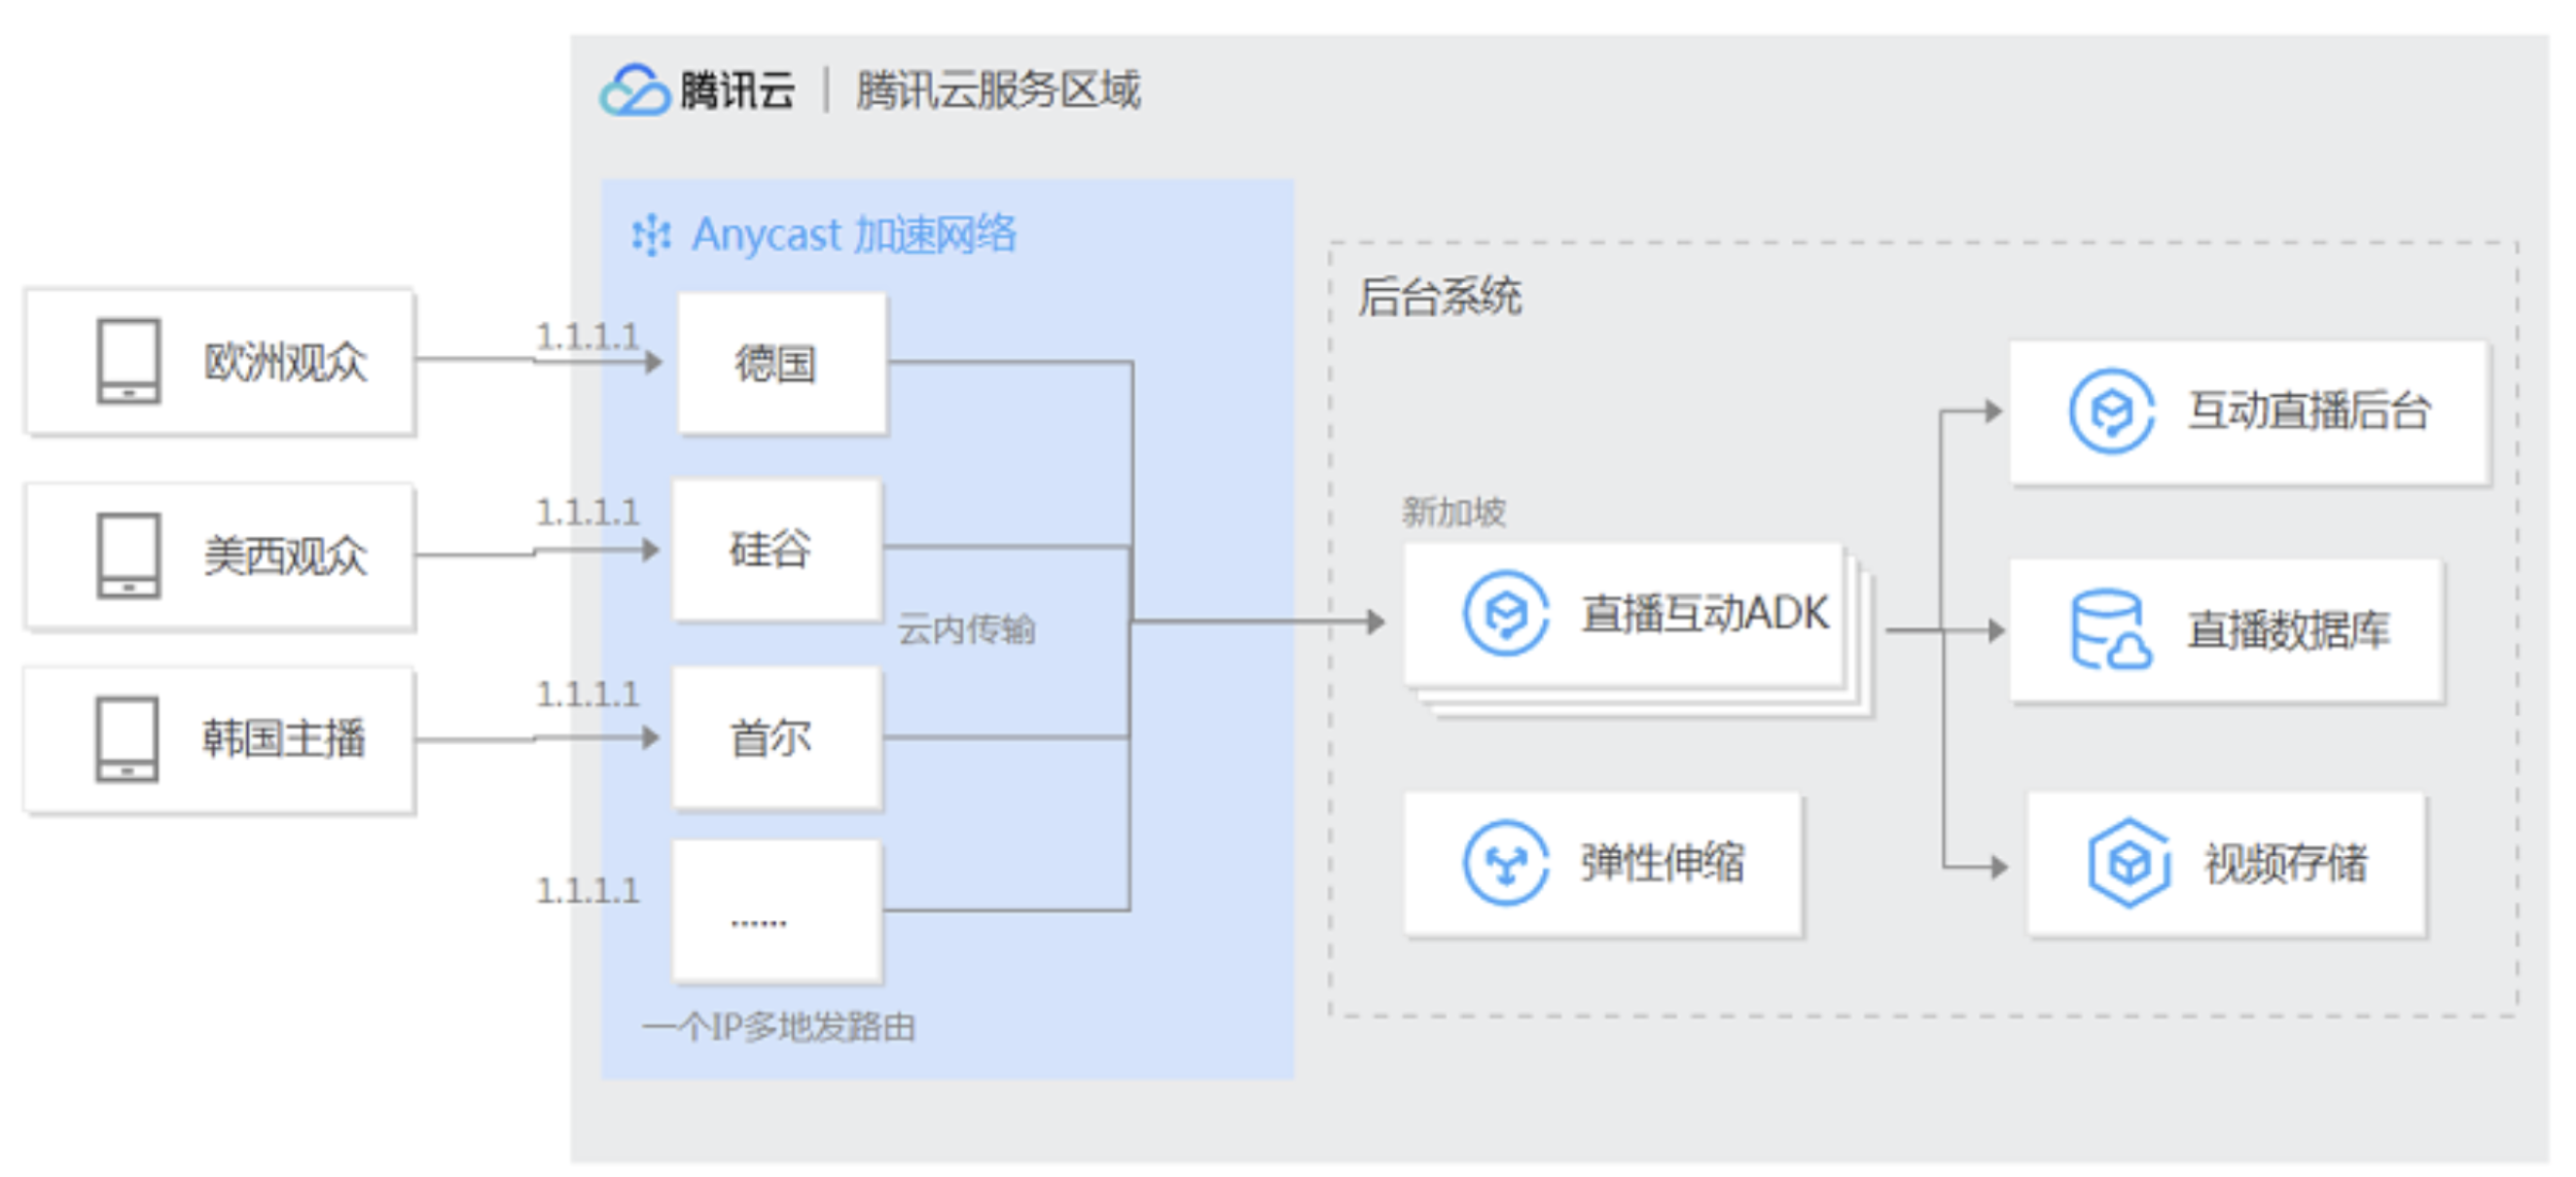 腾讯云 | 腾讯云服务区域
Anycast 加速网络
欧洲观众
1.1.1.1
德国
美西观众
1.1.1.1
硅谷
云内传输
韩国主播
1.1.1.1
首尔
1.1.1.1
......
一个IP多地发路由
后台系统
新加坡
直播互动ADK
弹性伸缩
互动直播后台
直播数据库
视频存储